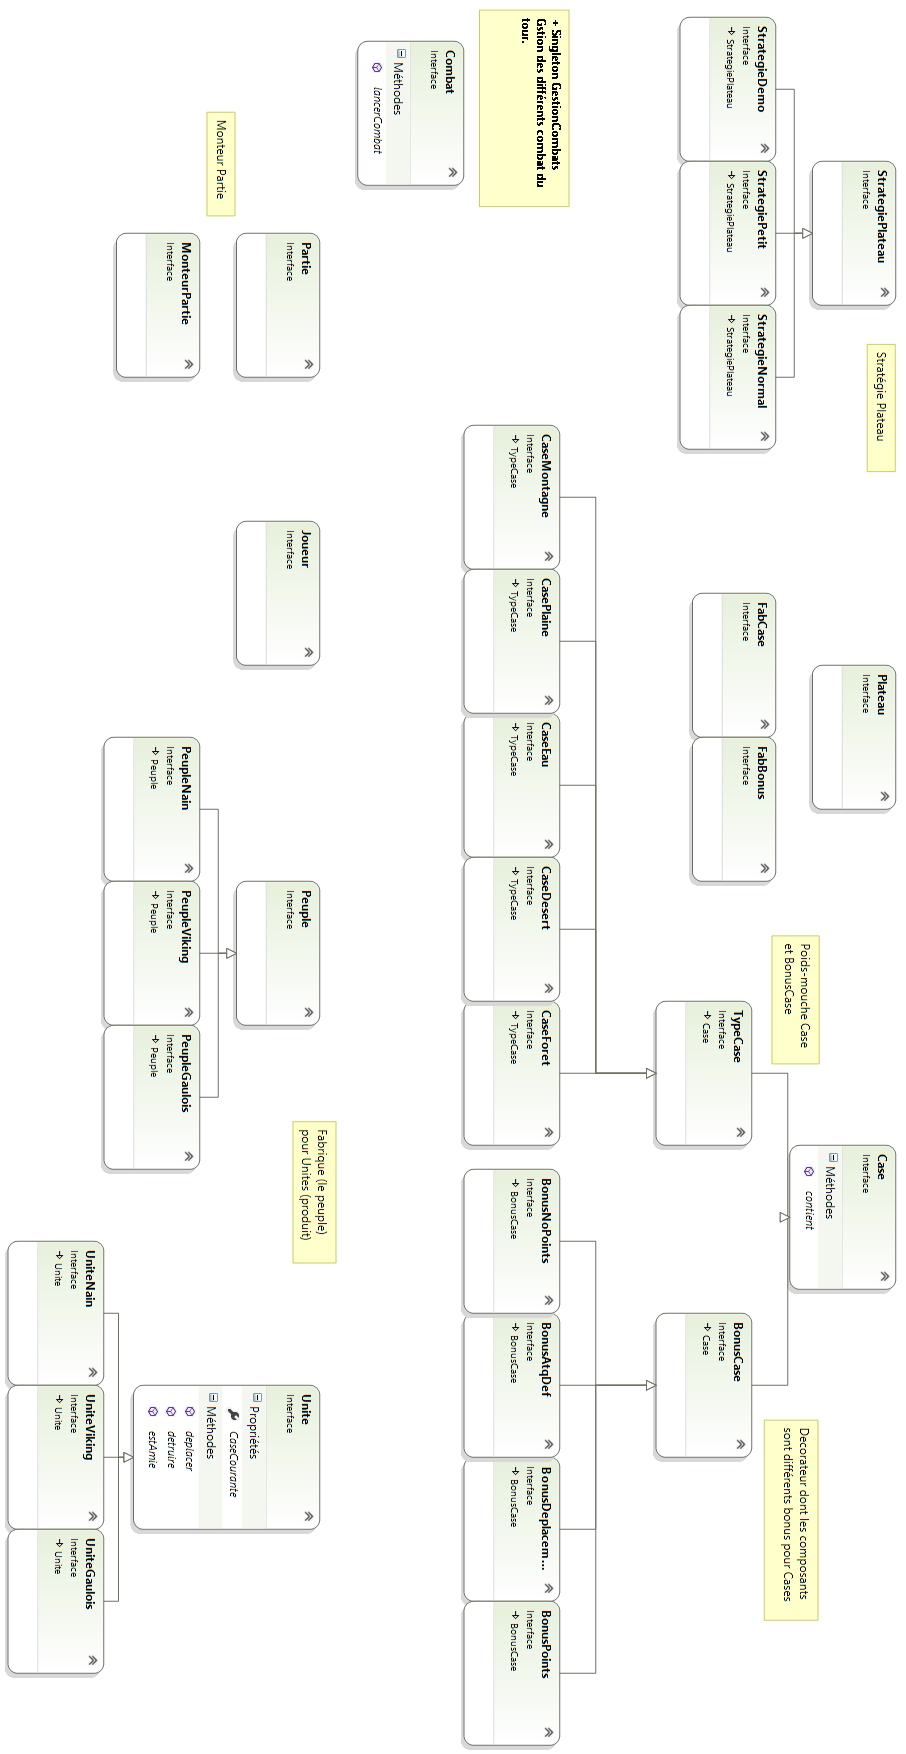 StrategiePlateau
Interface
Stratégie Plateau
StrategieDemo
Interface
StrategiePlateau
StrategiePetit
Interface
StrategiePlateau
StrategieNormal
Interface
StrategiePlateau
Plateau
Interface
FabCase
Interface
FabBonus
Interface
Poids-mouche Case
et BonusCase
Case
Interface
Méthodes
contient
Decorateur dont les composants
sont différents bonus pour Cases
TypeCase
Interface
Case
BonusCase
Interface
Case
+ Singleton GestionCombats
Gstion des différents combat du
tour.
CaseMontagne
Interface
TypeCase
CasePlaine
Interface
TypeCase
CaseEau
Interface
TypeCase
CaseDesert
Interface
TypeCase
CaseForet
Interface
TypeCase
BonusNoPoints
Interface
BonusCase
BonusAtqDef
Interface
BonusCase
BonusDeplacem...
Interface
BonusCase
BonusPoints
Interface
BonusCase
Combat
Interface
Méthodes
lancerCombat
Monteur Partie
Partie
Interface
MonteurPartie
Interface
Joueur
Interface
Peuple
Interface
PeupleNain
Interface
Peuple
PeupleViking
Interface
Peuple
PeupleGaulois
Interface
Peuple
Fabrique (le peuple)
pour Unites (produit)
Unite
Interface
Propriétés
CaseCourante
Méthodes
deplacer
detruire
estAmie
UniteNain
Interface
Unite
UniteViking
Interface
Unite
UniteGaulois
Interface
Unite